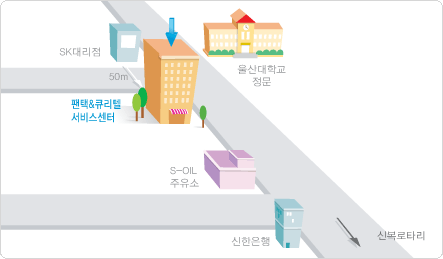 SK대리점
울산대학교
정문
50m
팬택&큐리텔
서비스센터
S-OIL
주유소
신한은행
신복로타리